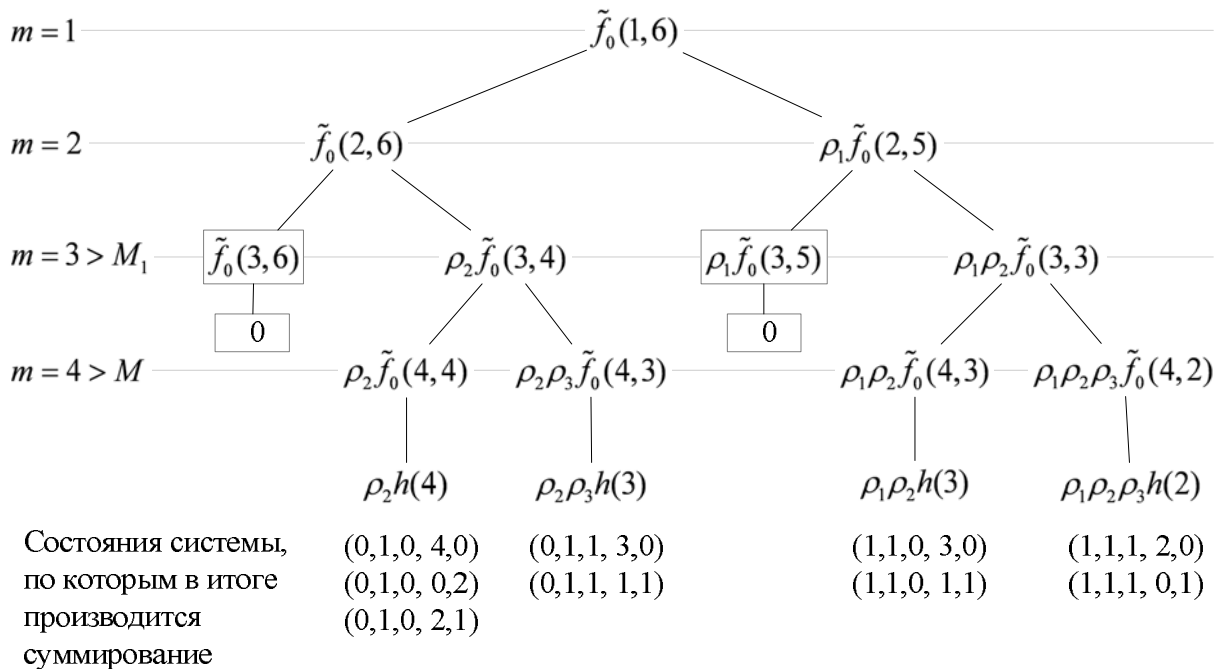 m = 1 f̃₀(1,6)
m = 2 f̃₀(2,6) ρ₁f̃₀(2,5)
m = 3 > M₁ f̃₀(3,6) ρ₂f̃₀(3,4) ρ₁f̃₀(3,5) ρ₁ρ₂f̃₀(3,3)
0 0
m = 4 > M ρ₂f̃₀(4,4) ρ₂ρ₃f̃₀(4,3) ρ₁ρ₂f̃₀(4,3) ρ₁ρ₂ρ₃f̃₀(4,2)
ρ₂h(4) ρ₂ρ₃h(3) ρ₁ρ₂h(3) ρ₁ρ₂ρ₃h(2)
Состояния системы, (0,1,0, 4,0) (0,1,1, 3,0) (1,1,0, 3,0) (1,1,1, 2,0)
по которым в итоге (0,1,0, 0,2) (0,1,1, 1,1) (1,1,0, 1,1) (1,1,1, 0,1)
производится (0,1,0, 2,1)
суммирование